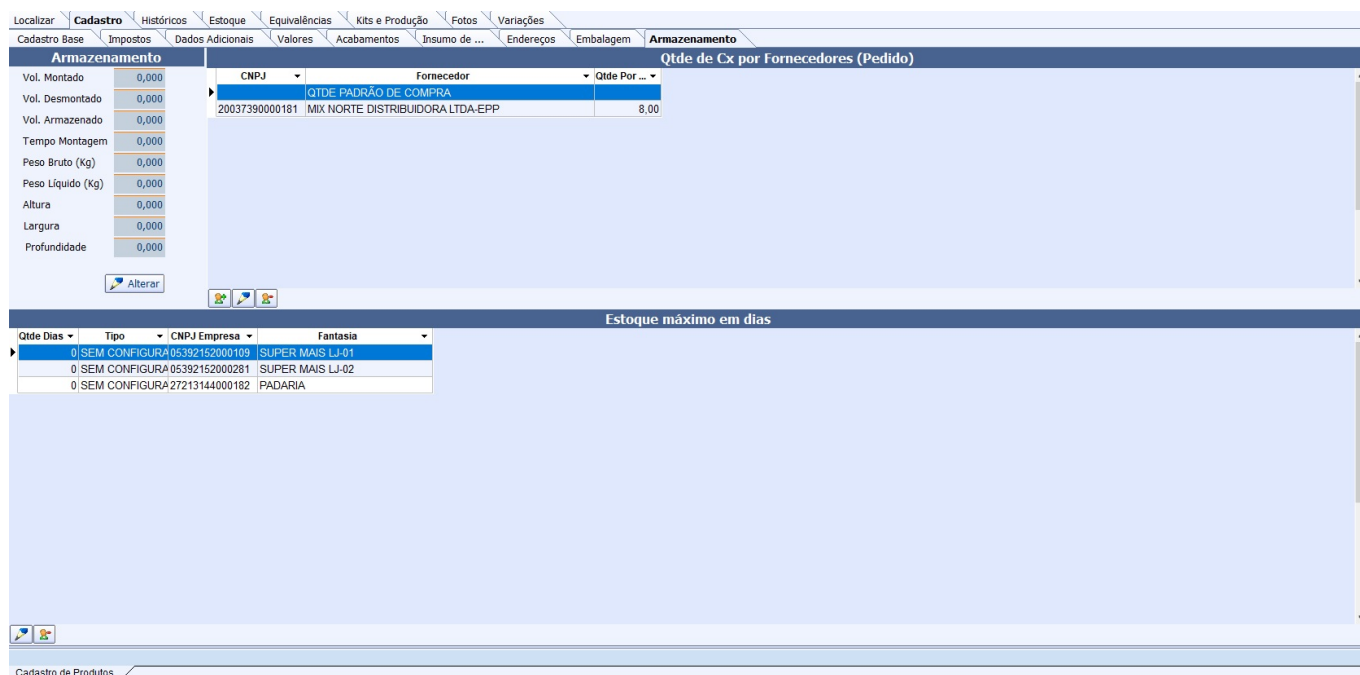 Localizar Cadastro Históricos Estoque Equivalências Kits e Produção Fotos Variações
Cadastro Base Impostos Dados Adicionais Valores Acabamentos Insumo de ... Endereços Embalagem Armazenamento
Armazenamento
Vol. Montado 0,000
Vol. Desmontado 0,000
Vol. Armazenado 0,000
Tempo Montagem 0,000
Peso Bruto (Kg) 0,000
Peso Líquido (Kg) 0,000
Altura 0,000
Largura 0,000
Profundidade 0,000
Alterar
Qtde de Cx por Fornecedores (Pedido)
CNPJ Fornecedor Qtde Por ...
QTDE PADRÃO DE COMPRA
20037390000181 MIX NORTE DISTRIBUIDORA LTDA-EPP 8,00
Estoque máximo em dias
Qtde Dias Tipo CNPJ Empresa Fantasia
0 SEM CONFIGURA 05392152000109 SUPER MAIS LJ-01
0 SEM CONFIGURA 05392152000281 SUPER MAIS LJ-02
0 SEM CONFIGURA 27213144000182 PADARIA
Cadastro de Produtos